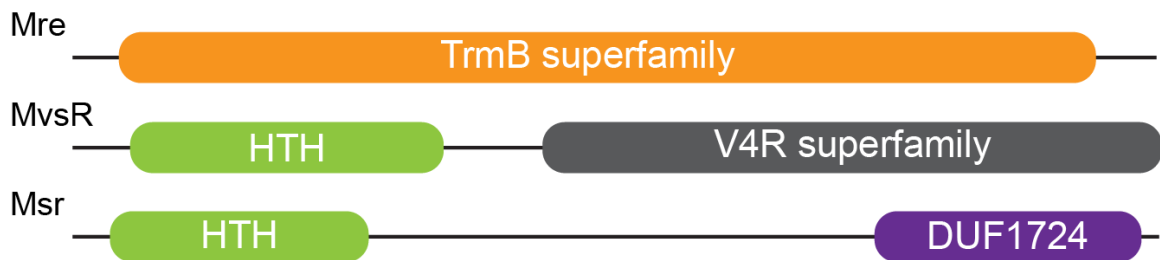 Mre
TrmB superfamily
MvsR
HTH
V4R superfamily
Msr
HTH
DUF1724